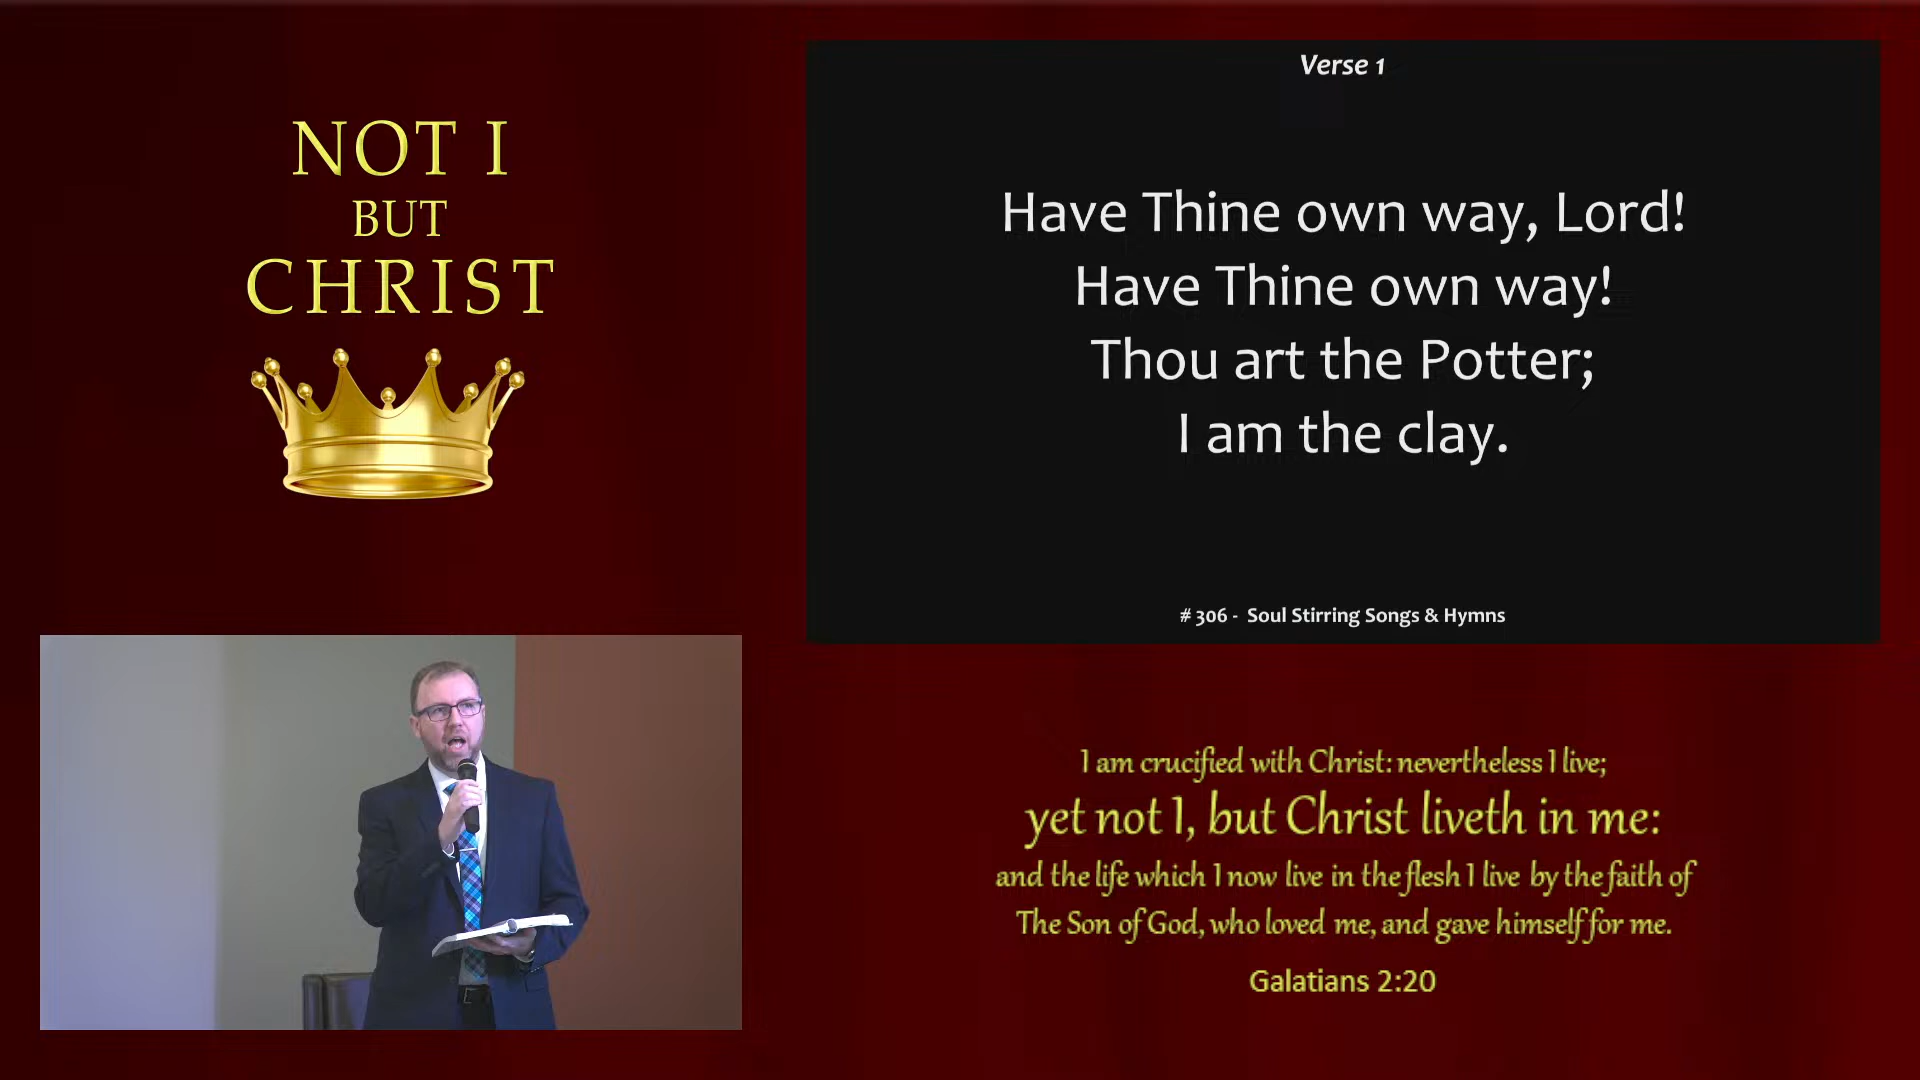 NOT I
BUT
CHRIST
Verse 1
Have Thine own way, Lord!
Have Thine own way!
Thou art the Potter;
I am the clay.
# 306 - Soul Stirring Songs & Hymns
I am crucified with Christ: nevertheless I live;
yet not I, but Christ liveth in me:
and the life which I now live in the flesh I live by the faith of
The Son of God, who loved me, and gave himself for me.
Galatians 2:20